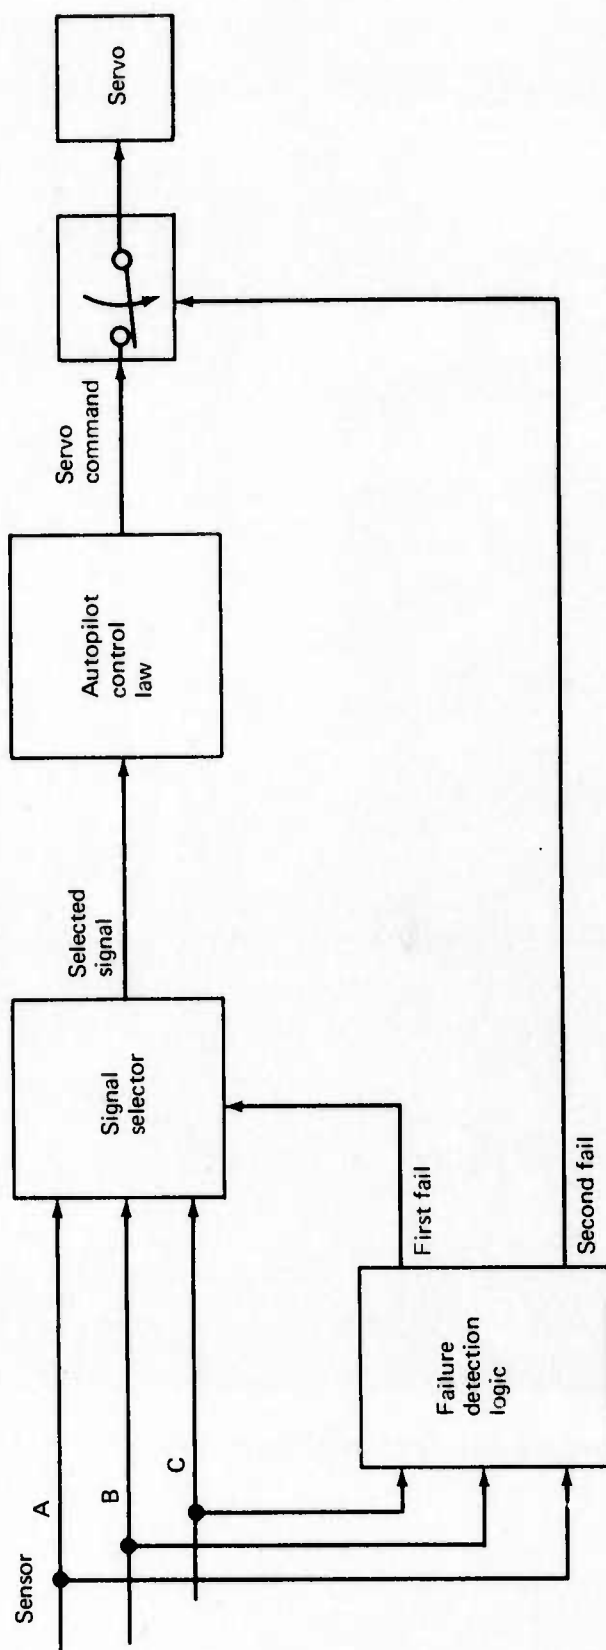 Sensor
A
B
C
Signal
selector
Selected
signal
Autopilot
control
law
Servo
command
Servo
Failure
detection
logic
First fail
Second fail